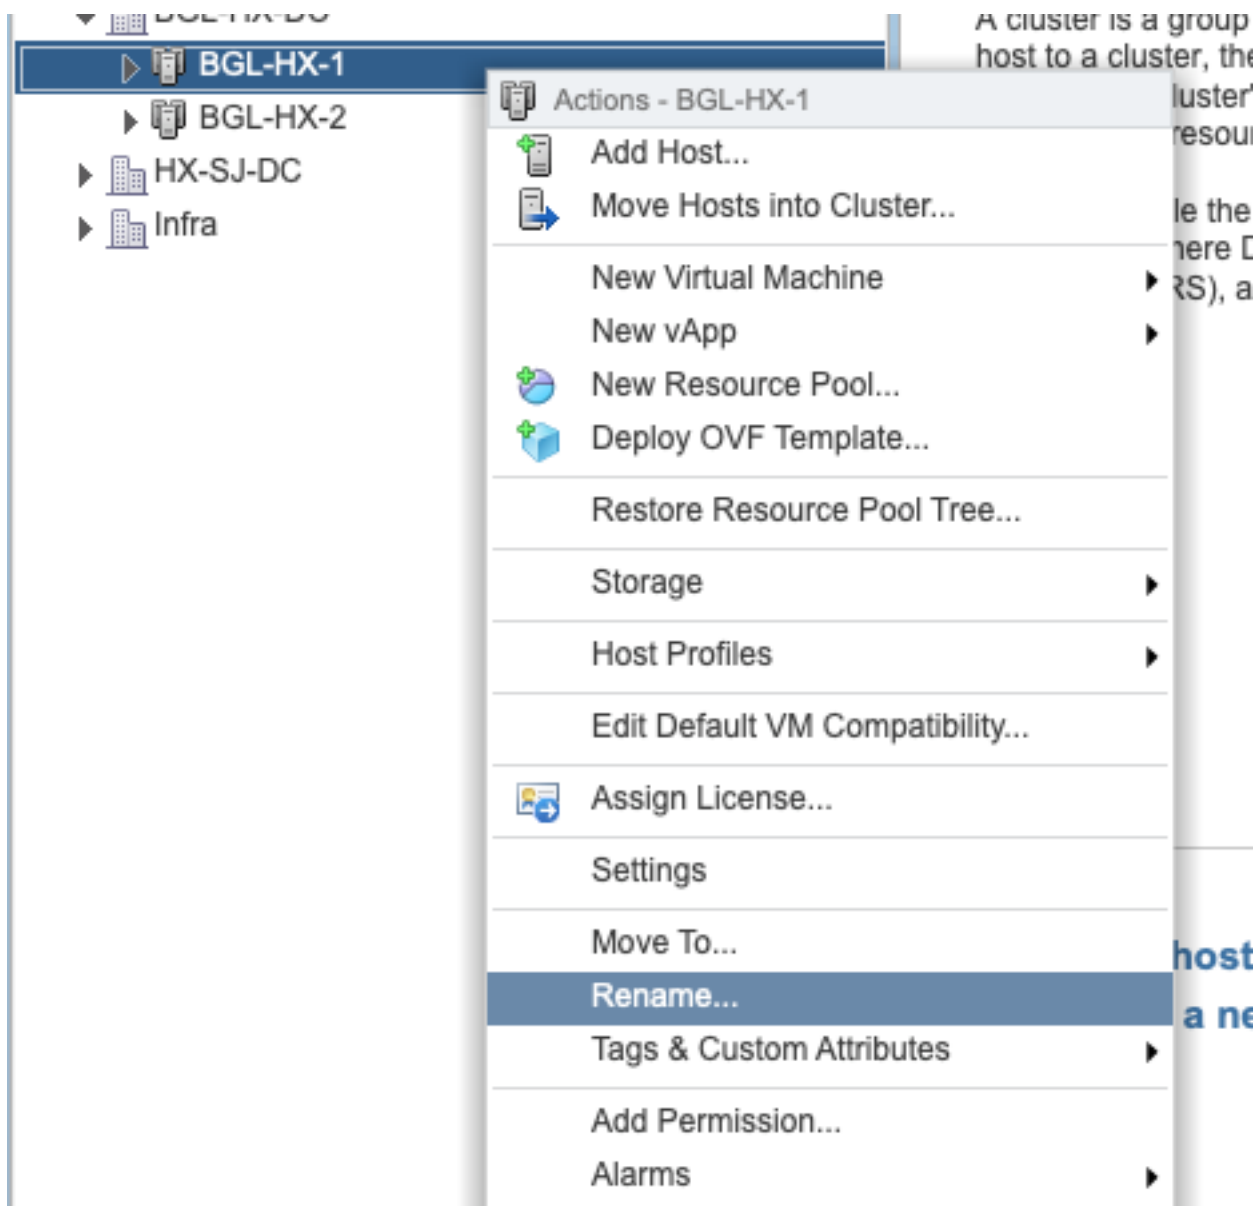 BGL-HX-DC
BGL-HX-1
BGL-HX-2
HX-SJ-DC
Infra
Actions - BGL-HX-1
Add Host...
Move Hosts into Cluster...
New Virtual Machine
New vApp
New Resource Pool...
Deploy OVF Template...
Restore Resource Pool Tree...
Storage
Host Profiles
Edit Default VM Compatibility...
Assign License...
Settings
Move To...
Rename...
Tags & Custom Attributes
Add Permission...
Alarms
A cluster is a group
host to a cluster, the
luster'
resour
le the
here D
RS), a
host
a ne